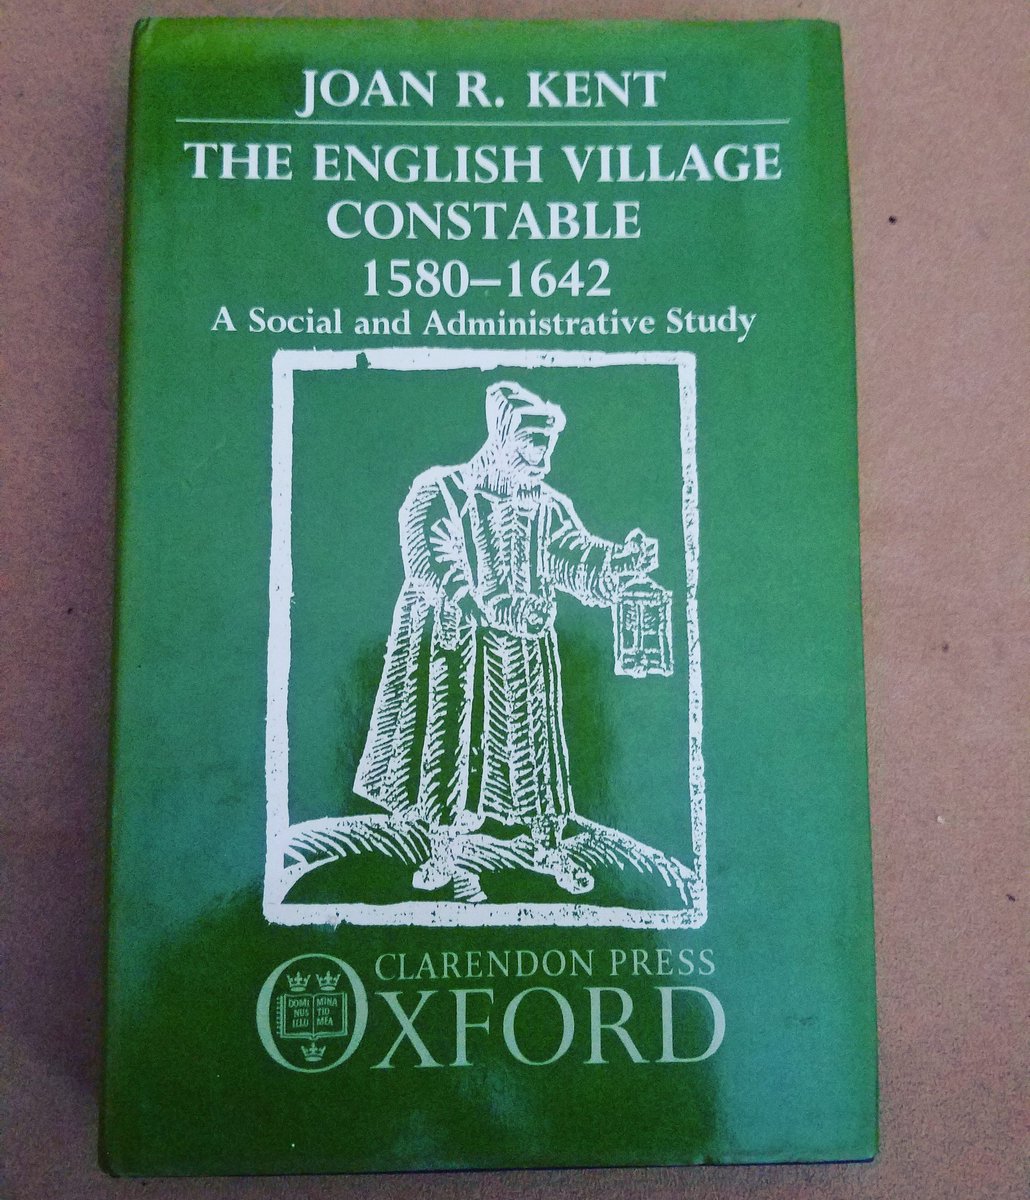 JOAN R. KENT
THE ENGLISH VILLAGE
CONSTABLE
1580–1642
A Social and Administrative Study
CLARENDON PRESS
OXFORD
DOMI MINA
NUS TIO
ILLU MEA